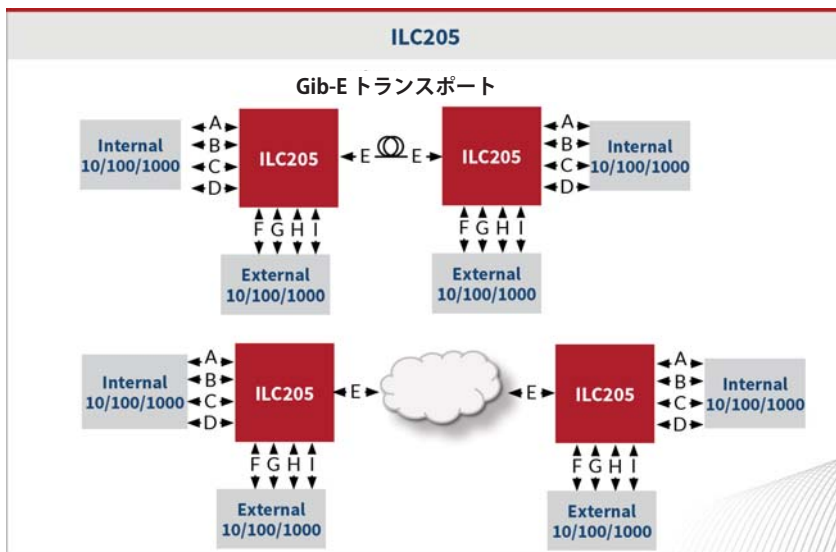 ILC205
Gib-E トランスポート
Internal
10/100/1000
A
B
C
D
ILC205
E
E
ILC205
A
B
C
D
Internal
10/100/1000
F G H I
F G H I
External
10/100/1000
External
10/100/1000
Internal
10/100/1000
A
B
C
D
ILC205
E
E
ILC205
A
B
C
D
Internal
10/100/1000
F G H I
F G H I
External
10/100/1000
External
10/100/1000